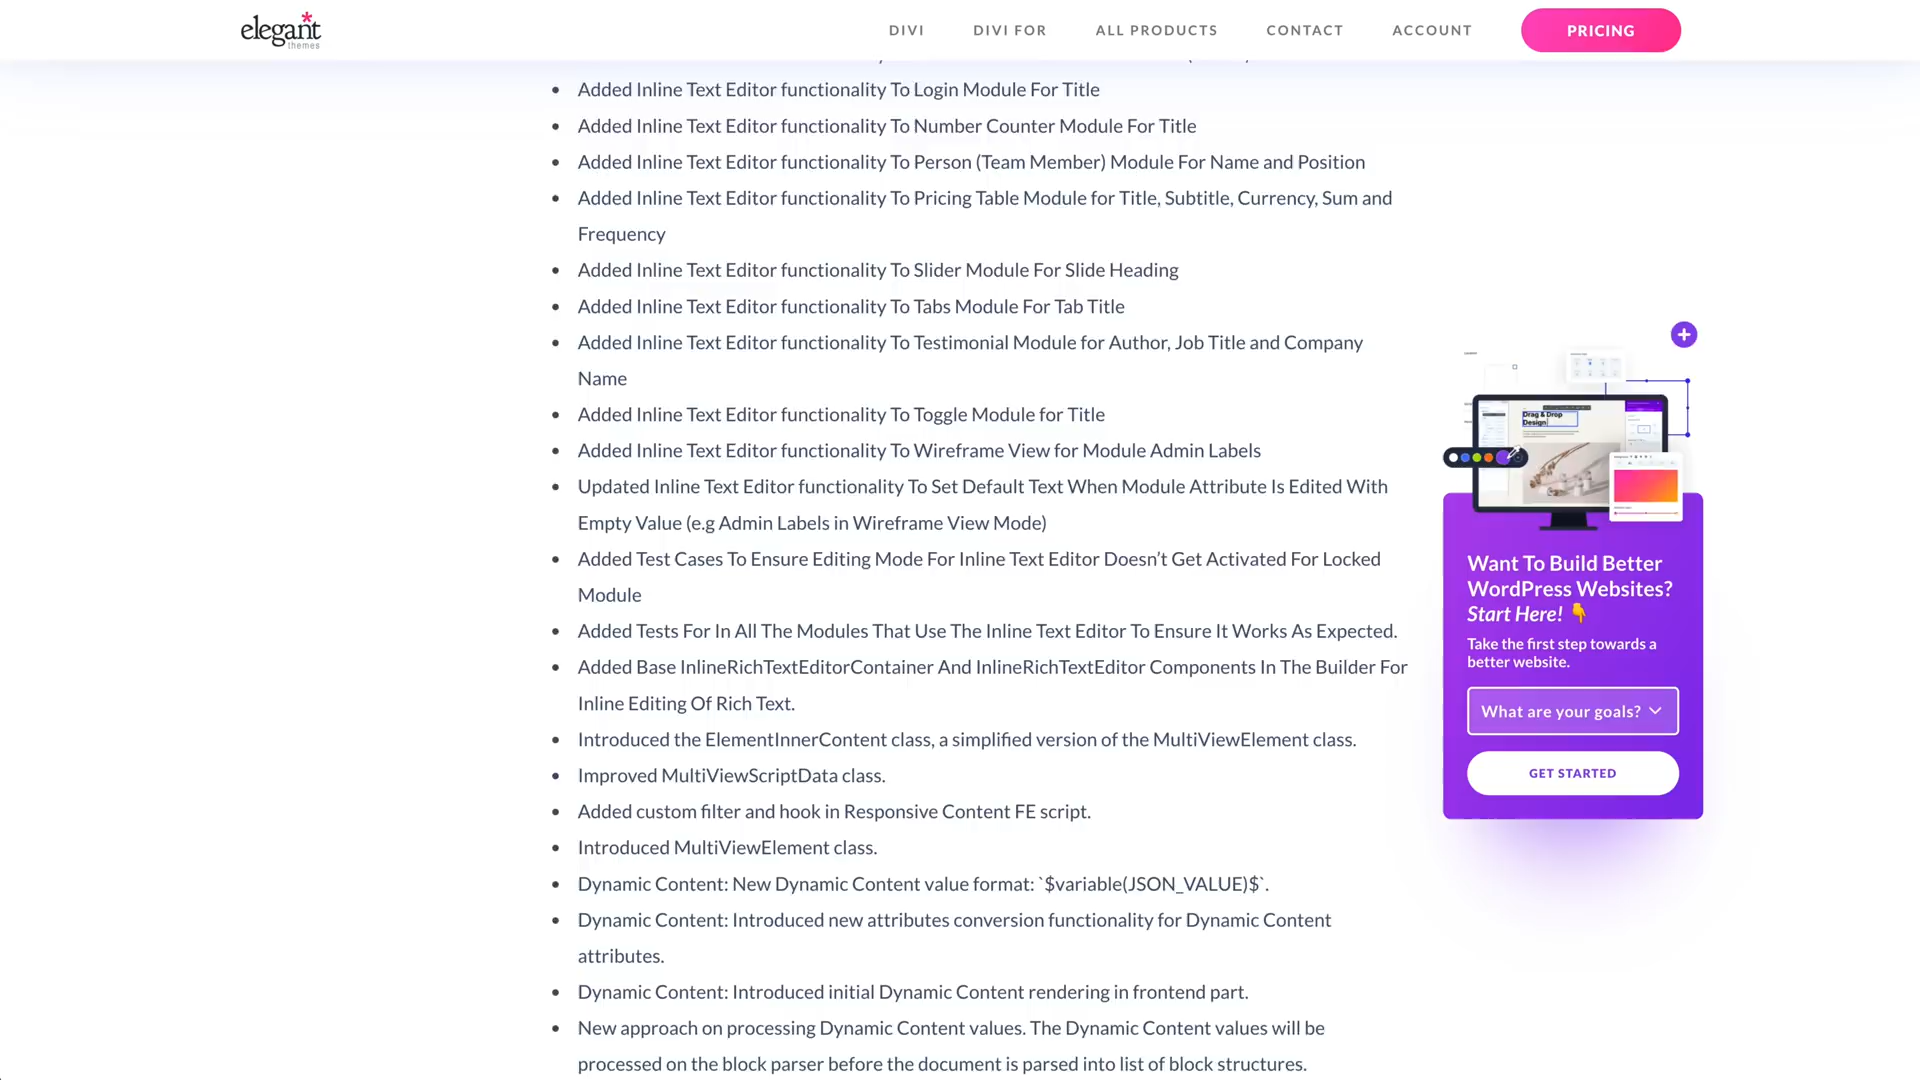 elegant
themes
DIVI
DIVI FOR
ALL PRODUCTS
CONTACT
ACCOUNT
PRICING
Added Inline Text Editor functionality To Login Module For Title
Added Inline Text Editor functionality To Number Counter Module For Title
Added Inline Text Editor functionality To Person (Team Member) Module For Name and Position
Added Inline Text Editor functionality To Pricing Table Module for Title, Subtitle, Currency, Sum and
Frequency
Added Inline Text Editor functionality To Slider Module For Slide Heading
Added Inline Text Editor functionality To Tabs Module For Tab Title
Added Inline Text Editor functionality To Testimonial Module for Author, Job Title and Company
Name
Added Inline Text Editor functionality To Toggle Module for Title
Added Inline Text Editor functionality To Wireframe View for Module Admin Labels
Updated Inline Text Editor functionality To Set Default Text When Module Attribute Is Edited With
Empty Value (e.g Admin Labels in Wireframe View Mode)
Added Test Cases To Ensure Editing Mode For Inline Text Editor Doesn’t Get Activated For Locked
Module
Added Tests For In All The Modules That Use The Inline Text Editor To Ensure It Works As Expected.
Added Base InlineRichTextEditorContainer And InlineRichTextEditor Components In The Builder For
Inline Editing Of Rich Text.
Introduced the ElementInnerContent class, a simplified version of the MultiViewElement class.
Improved MultiViewScriptData class.
Added custom filter and hook in Responsive Content FE script.
Introduced MultiViewElement class.
Dynamic Content: New Dynamic Content value format: `$variable(JSON_VALUE)$`.
Dynamic Content: Introduced new attributes conversion functionality for Dynamic Content
attributes.
Dynamic Content: Introduced initial Dynamic Content rendering in frontend part.
New approach on processing Dynamic Content values. The Dynamic Content values will be
processed on the block parser before the document is parsed into list of block structures.
Drag & Drop
Design
Want To Build Better
WordPress Websites?
Start Here! 👇
Take the first step towards a
better website.
What are your goals?
GET STARTED